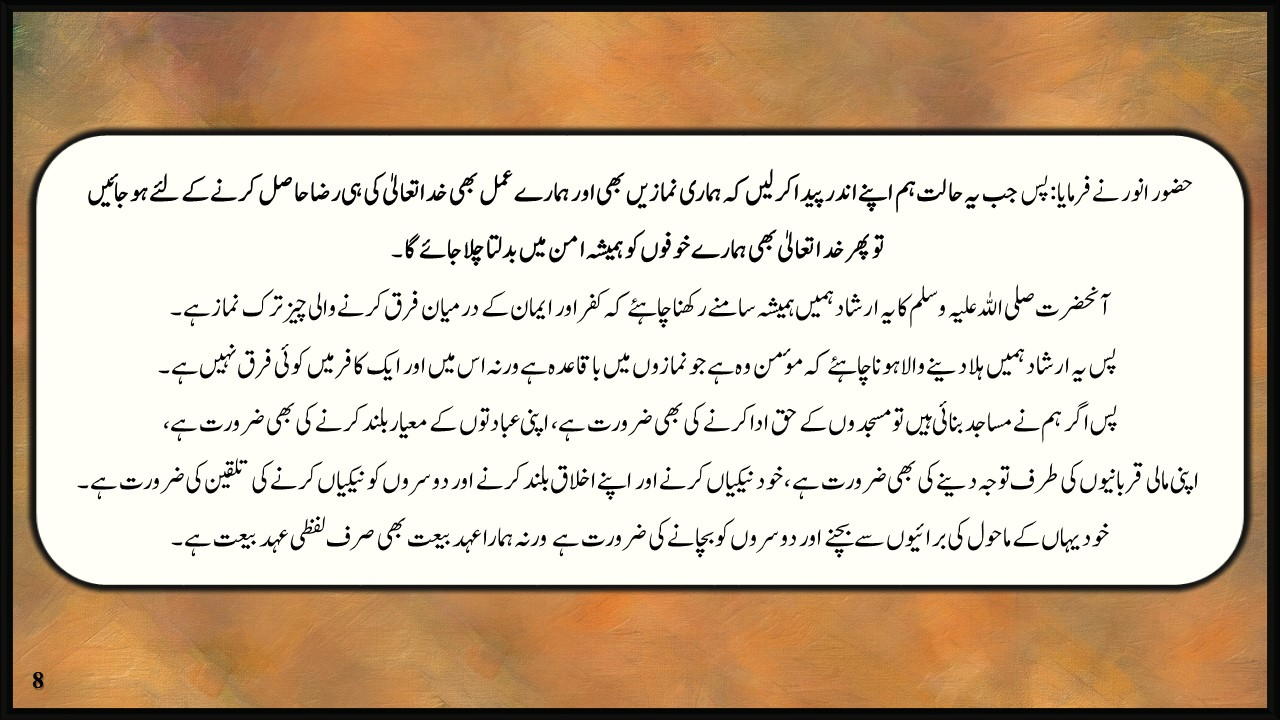 حضور انور نے فرمایا: پس جب یہ حالت ہم اپنے اندر پیدا کر لیں کہ ہماری نمازیں بھی اور ہمارے عمل بھی خدا تعالیٰ کی ہی رضا حاصل کرنے کے لئے ہو جائیں
تو پھر خدا تعالیٰ بھی ہمارے خوفوں کو ہمیشہ امن میں بدلتا چلا جائے گا۔
آنحضرت صلی اللہ علیہ وسلم کا یہ ارشاد ہمیں ہمیشہ سامنے رکھنا چاہئے کہ کفر اور ایمان کے درمیان فرق کرنے والی چیز ترک نماز ہے۔
پس یہ ارشاد ہمیں ہلا دینے والا ہونا چاہئے کہ موٴمن وہ ہے جو نمازوں میں باقاعدہ ہے ورنہ اس میں اور ایک کافر میں کوئی فرق نہیں ہے۔
پس اگر ہم نے مساجد بنائی ہیں تو مسجدوں کے حق ادا کرنے کی بھی ضرورت ہے، اپنی عبادتوں کے معیار بلند کرنے کی بھی ضرورت ہے،
اپنی مالی قربانیوں کی طرف توجہ دینے کی بھی ضرورت ہے، خود نیکیاں کرنے اور اپنے اخلاق بلند کرنے اور دوسروں کو نیکیاں کرنے کی تلقین کی ضرورت ہے۔
خود یہاں کے ماحول کی برائیوں سے بچنے اور دوسروں کو بچانے کی ضرورت ہے ورنہ ہمارا عہد بیعت بھی صرف لفظی عہد بیعت ہے۔
8